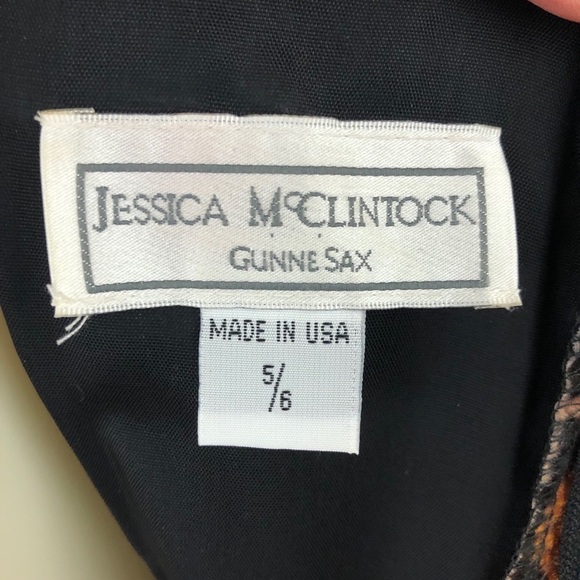 JESSICA McCLINTOCK
GUNNE SAX
MADE IN USA
5/6